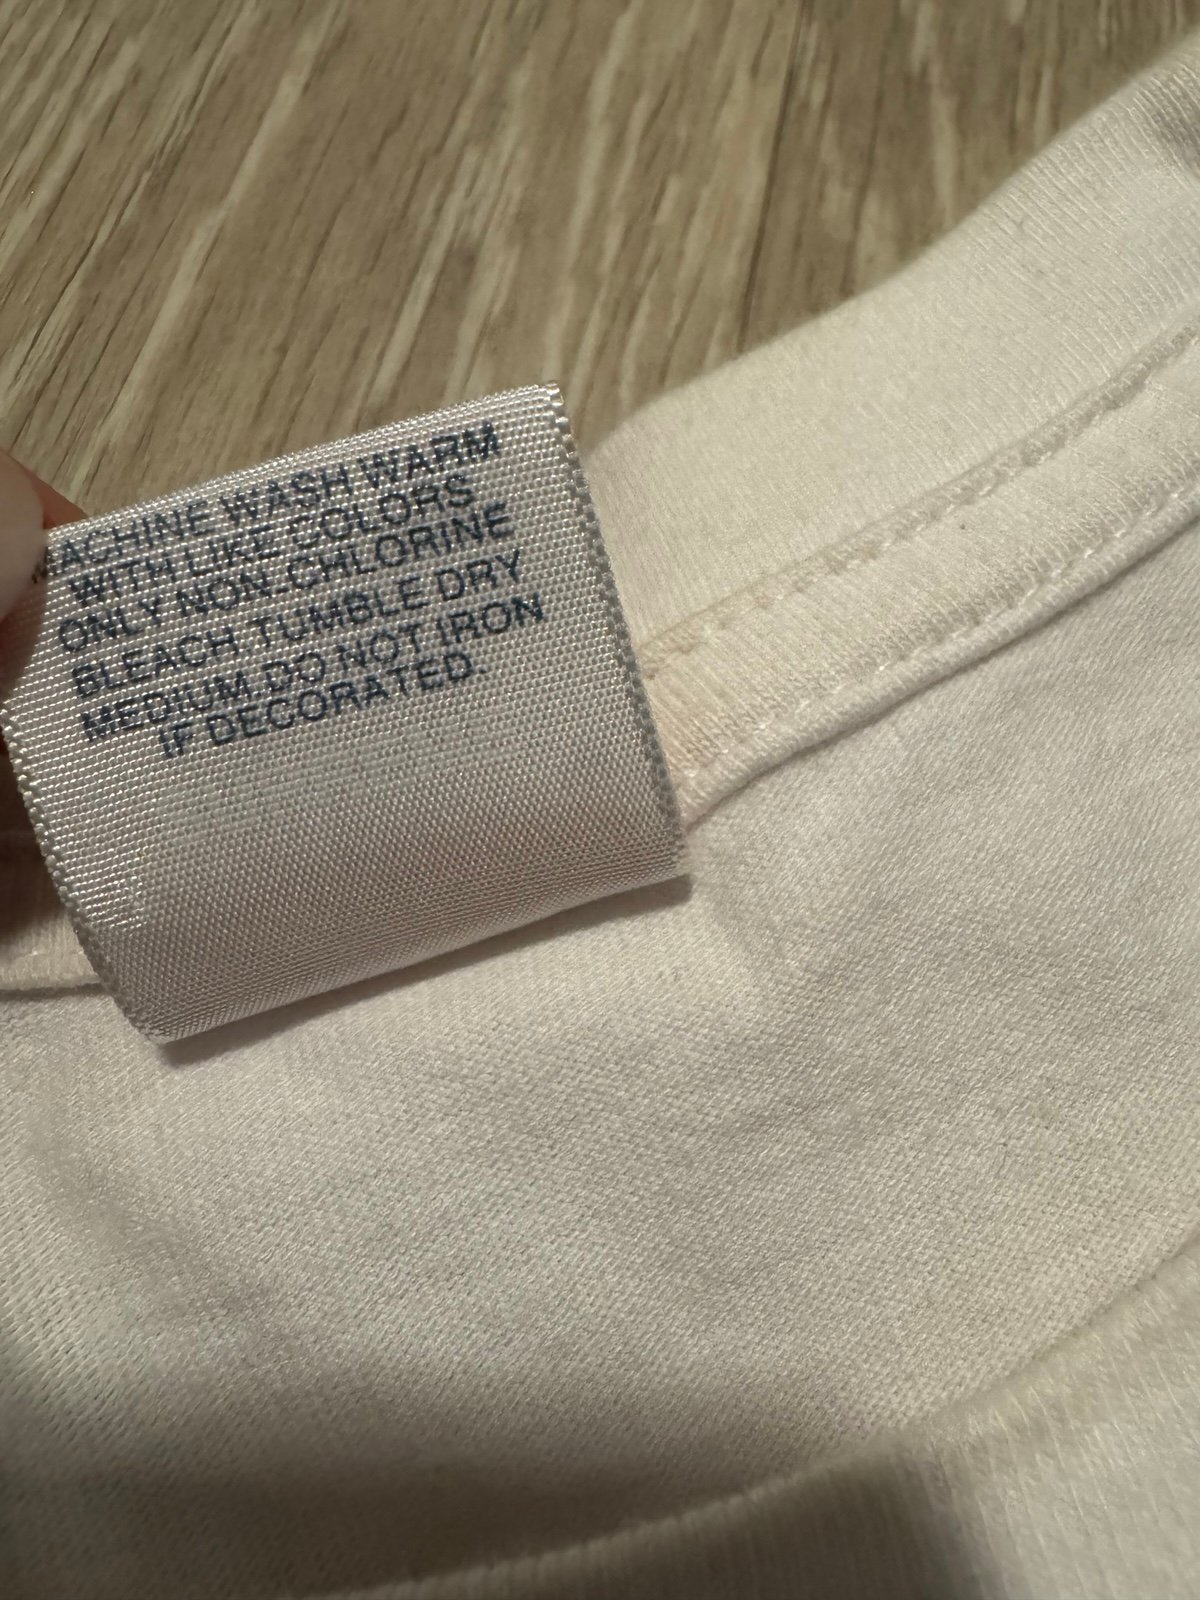 MACHINE WASH WARM
WITH LIKE COLORS
ONLY NON-CHLORINE
BLEACH TUMBLE DRY
MEDIUM.DO NOT IRON
IF DECORATED.